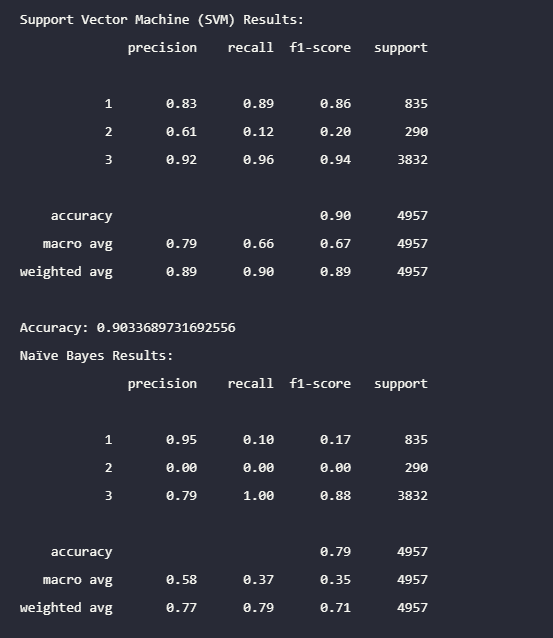 Support Vector Machine (SVM) Results:
precision recall f1-score support
1 0.83 0.89 0.86 835
2 0.61 0.12 0.20 290
3 0.92 0.96 0.94 3832
accuracy 0.90 4957
macro avg 0.79 0.66 0.67 4957
weighted avg 0.89 0.90 0.89 4957
Accuracy: 0.9033689731692556
Naïve Bayes Results:
precision recall f1-score support
1 0.95 0.10 0.17 835
2 0.00 0.00 0.00 290
3 0.79 1.00 0.88 3832
accuracy 0.79 4957
macro avg 0.58 0.37 0.35 4957
weighted avg 0.77 0.79 0.71 4957